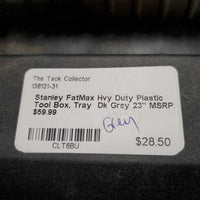 The Tack Collector
138131-31
Stanley FatMax Hvy Duty Plastic
Tool Box, Tray Dk Grey 23" MSRP
$59.99
Grey
CLT6BU
$28.50